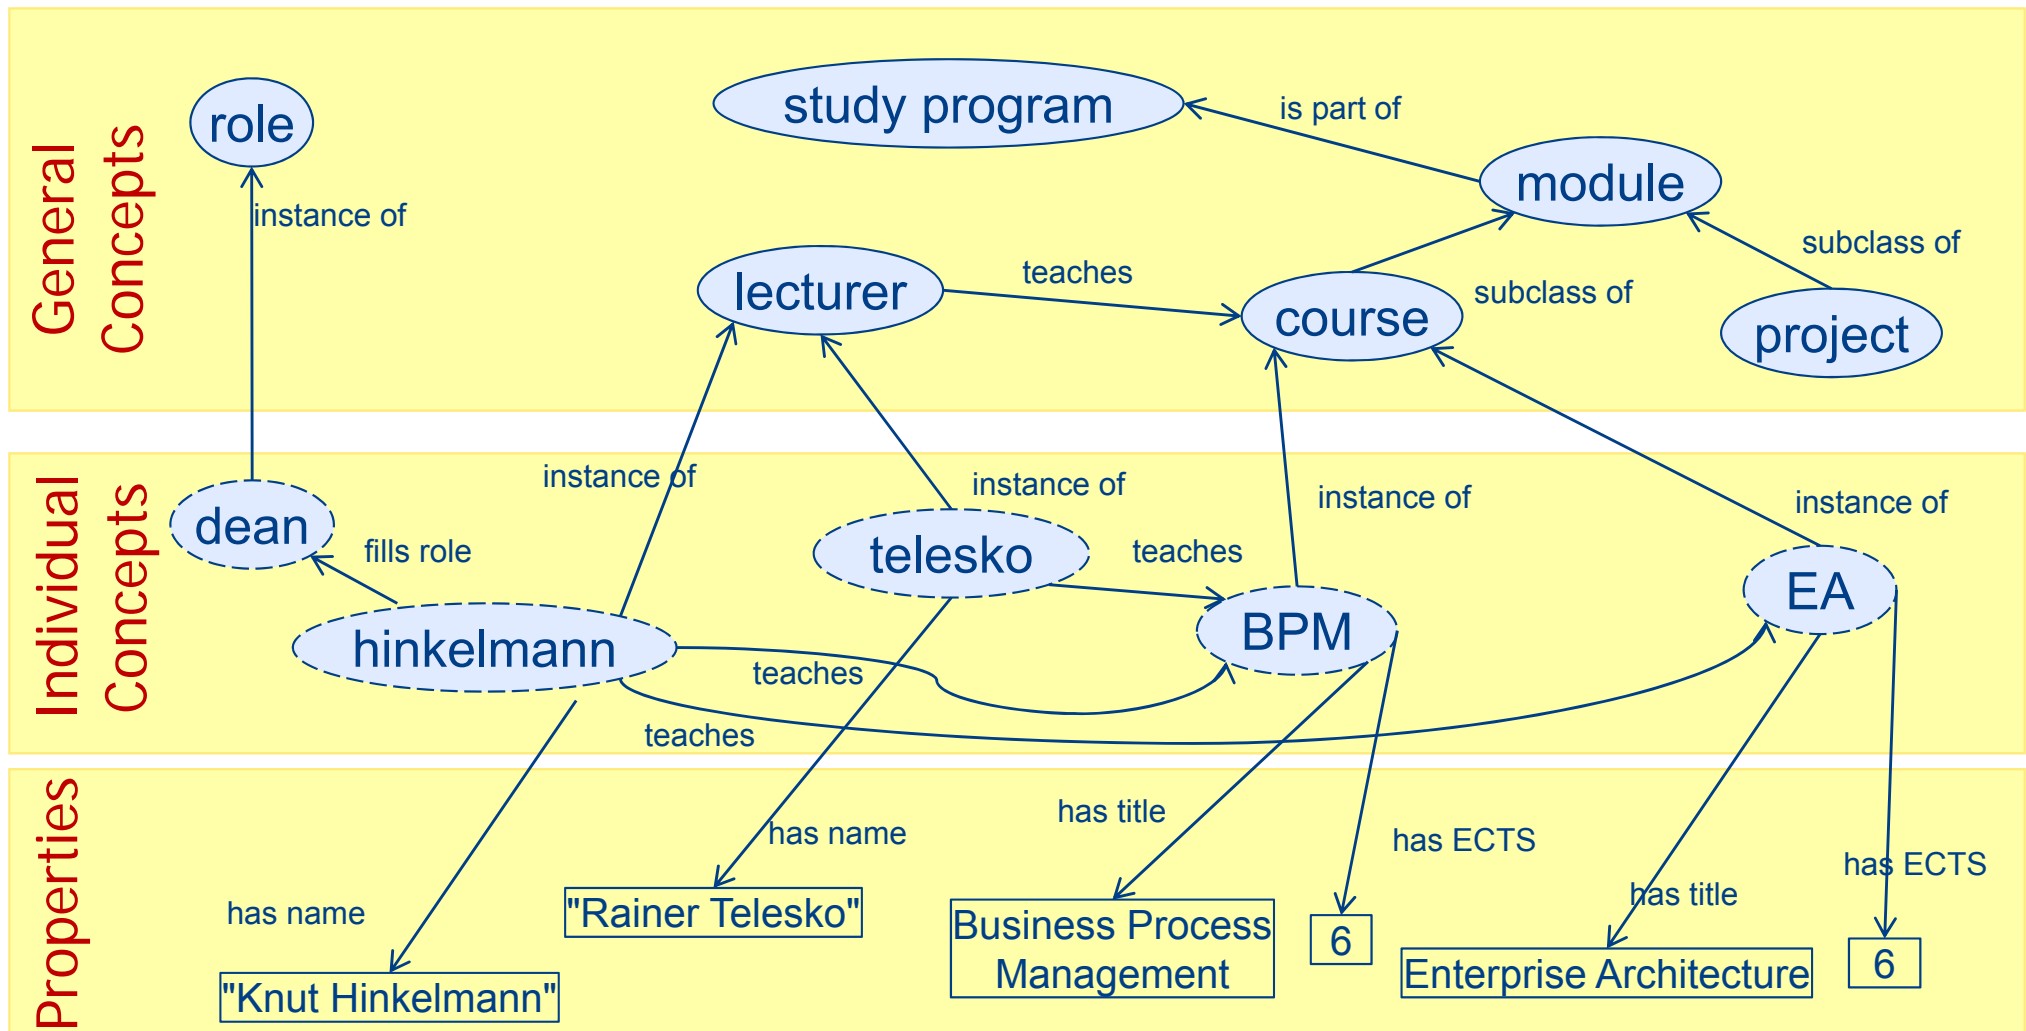 General
Concepts
role
study program
is part of
module
instance of
lecturer
teaches
course
subclass of
subclass of
project
Individual
Concepts
dean
fills role
instance of
instance of
instance of
instance of
telesko
teaches
BPM
EA
hinkelmann
teaches
teaches
Properties
has name
"Knut Hinkelmann"
has name
"Rainer Telesko"
has title
Business Process
Management
has ECTS
6
has title
Enterprise Architecture
has ECTS
6